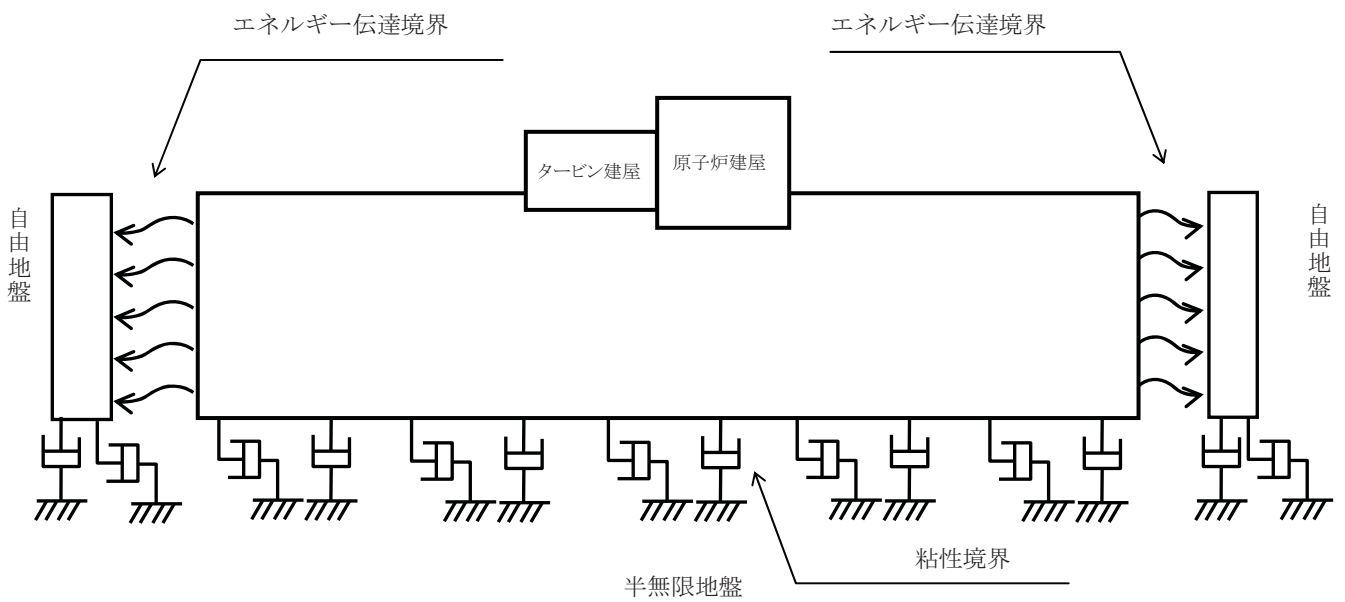 エネルギー伝達境界
エネルギー伝達境界
タービン建屋
原子炉建屋
自由地盤
自由地盤
粘性境界
半無限地盤